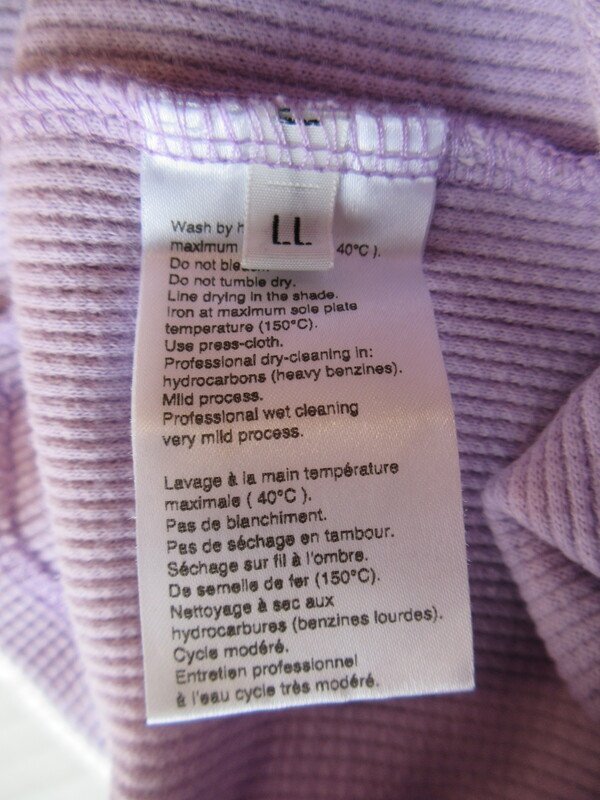 LL
Wash by h
maximum 40°C ).
Do not
Do not tumble dry.
Line drying in the shade.
Iron at maximum sole plate
temperature (150°C).
Use press-cloth.
Professional dry-cleaning in:
hydrocarbons (heavy benzines).
Mild process.
Professional wet cleaning
very mild process.
Lavage à la main température
maximale ( 40°C ).
Pas de blanchiment.
Pas de séchage en tambour.
Séchage sur fil à l'ombre.
De semelle de fer (150°C).
Nettoyage à sec aux
hydrocarbures (benzines lourdes).
Cycle modéré.
Entretien professionnel
à l'eau cycle très modéré.